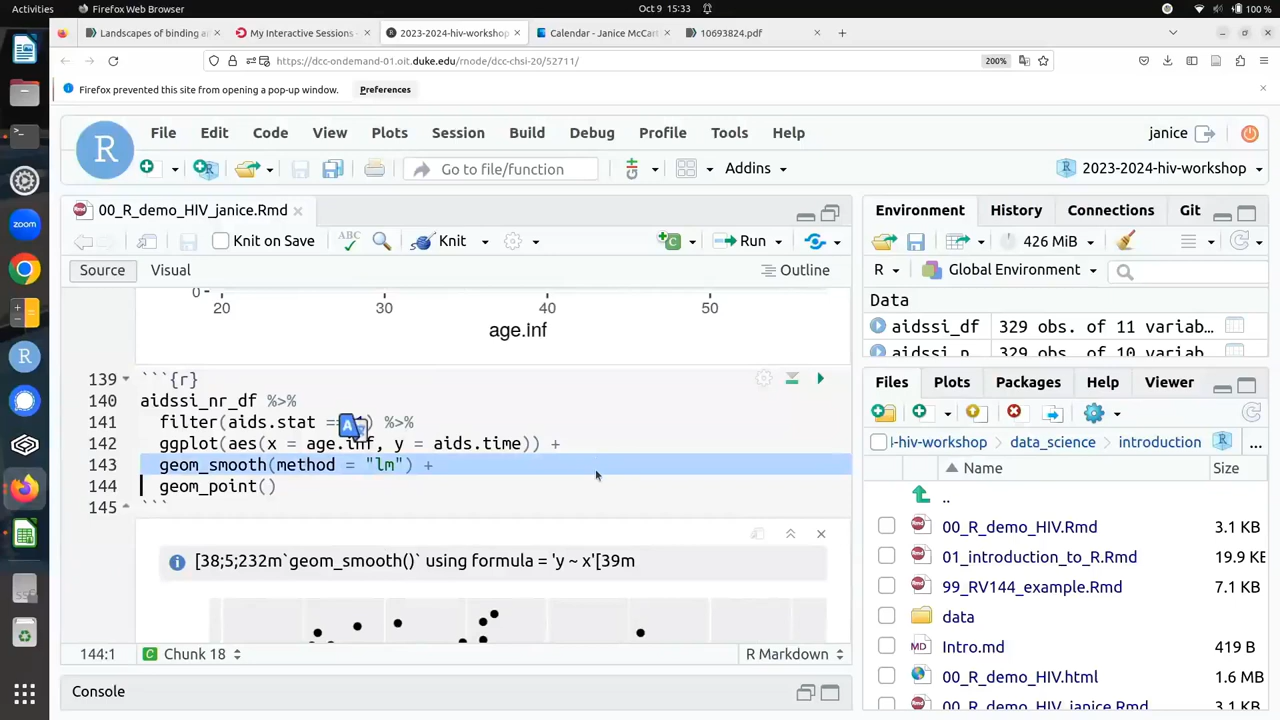 Activities
Firefox Web Browser
Oct 9 15:33
100 %
Landscapes of binding a
My Interactive Sessions -
2023-2024-hiv-workshop
Calendar - Janice McCar
10693824.pdf
https://dcc-ondemand-01.oit.duke.edu/rnode/dcc-chsi-20/52711/
200%
Firefox prevented this site from opening a pop-up window.
Preferences
R
File Edit Code View Plots Session Build Debug Profile Tools Help
janice
Go to file/function
Addins
2023-2024-hiv-workshop
00_R_demo_HIV_janice.Rmd
Knit on Save
ABC
Knit
Run
Source Visual
Outline
0
20 30 40 50
age.inf
139 ```{r}
140 aidssi_nr_df %>%
141 filter(aids.stat =) %>%
142 ggplot(aes(x = age.inf, y = aids.time)) +
143 geom_smooth(method = "lm") +
144 geom_point()
145 ```
[38;5;232m`geom_smooth()` using formula = 'y ~ x'[39m
144:1
Chunk 18
R Markdown
Console
Environment History Connections Git
426 MiB
R
Global Environment
Data
aidssi_df 329 obs. of 11 variab…
329 obs. of 10 variab…
Files Plots Packages Help Viewer
l-hiv-workshop data_science introduction ...
Name Size
..
00_R_demo_HIV.Rmd 3.1 KB
01_introduction_to_R.Rmd 19.9 KE
99_RV144_example.Rmd 7.1 KB
data
Intro.md 419 B
00_R_demo_HIV.html 1.6 MB
00_R_demo_HIV_janice.Rmd 3.1 KB